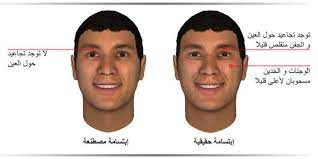 توجد تجاعيد حول العين
و الجفن متقلص قليلاً
الوجنات و الخدين
مسحوبان لأعلى قليلاً
لا توجد تجاعيد
حول العين
إبتسامة حقيقية
إبتسامة مصطنعة